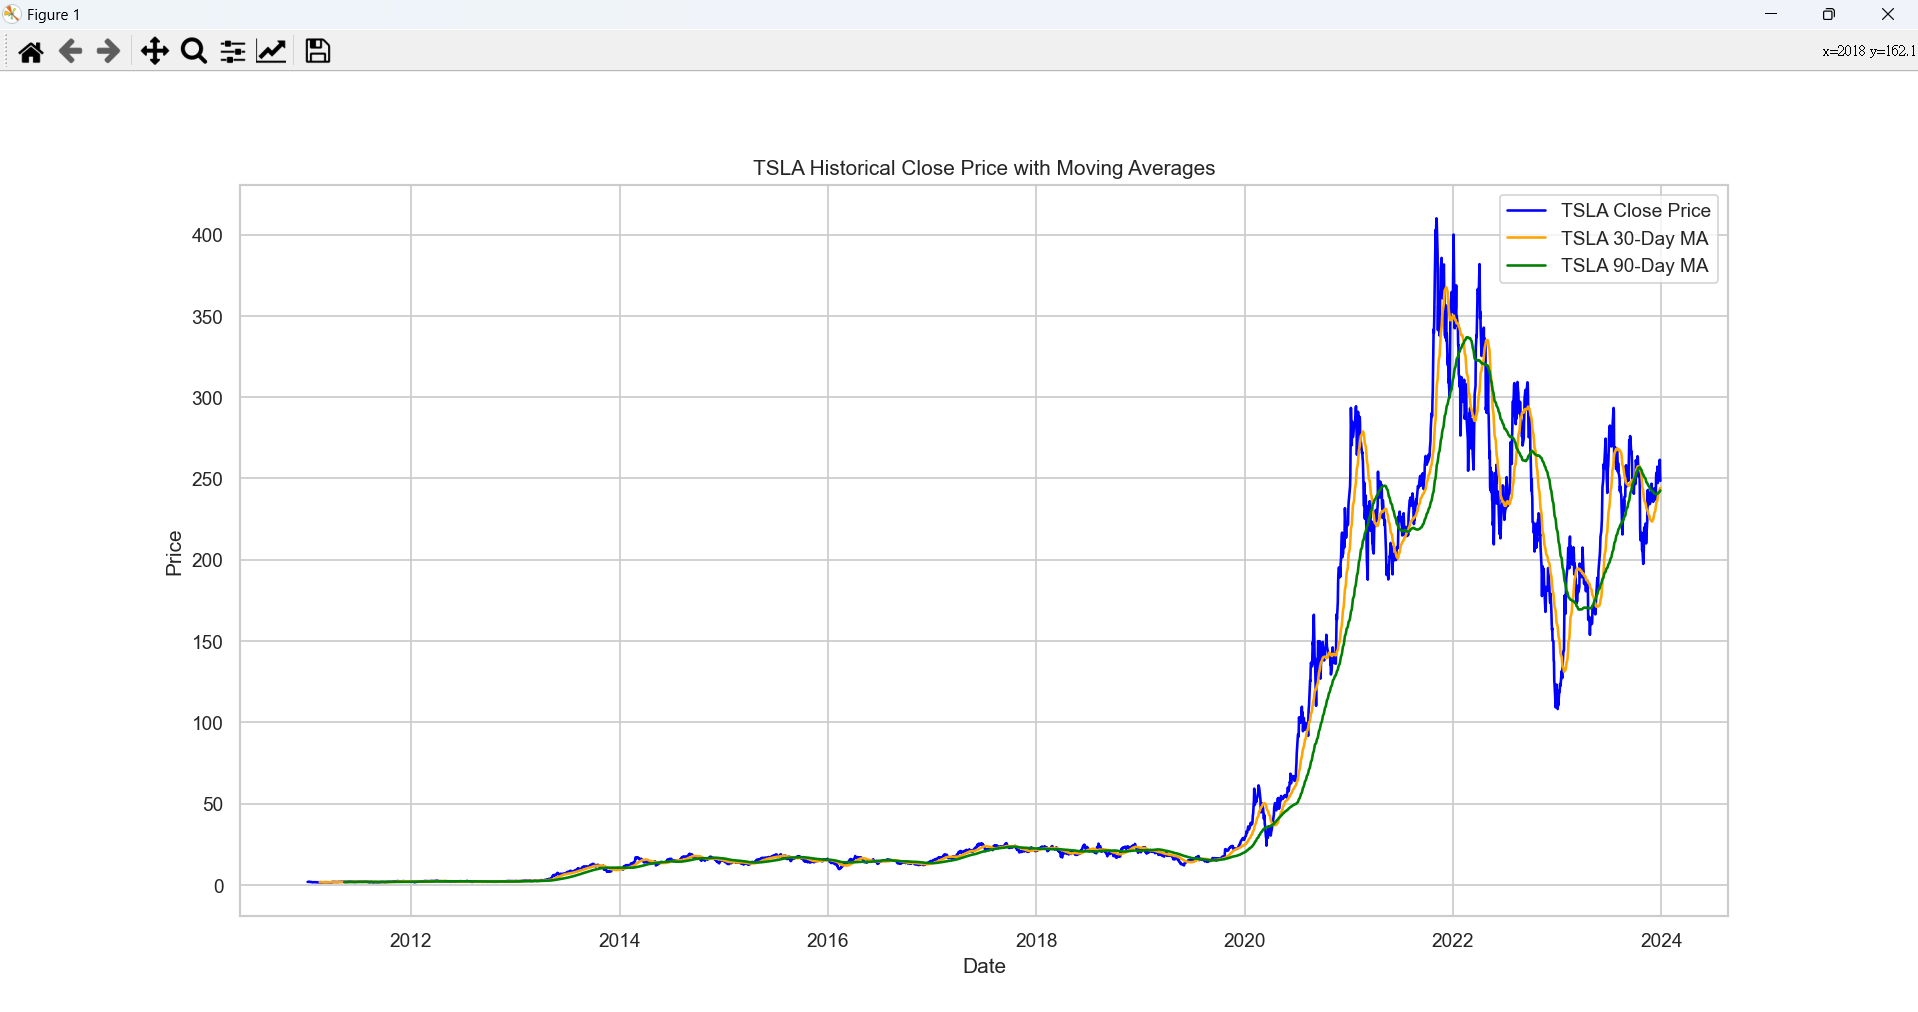 Figure 1
x=2018 y=162.1
TSLA Historical Close Price with Moving Averages
TSLA Close Price
TSLA 30-Day MA
TSLA 90-Day MA
400
350
300
250
200
150
100
50
0
Price
2012 2014 2016 2018 2020 2022 2024
Date